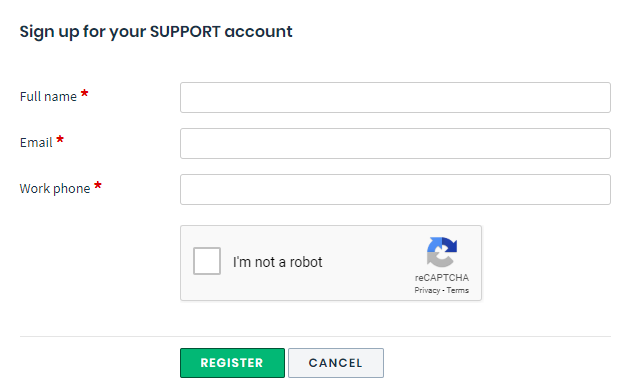 Sign up for your SUPPORT account
Full name *
Email *
Work phone *
I'm not a robot
reCAPTCHA
Privacy - Terms
REGISTER
CANCEL